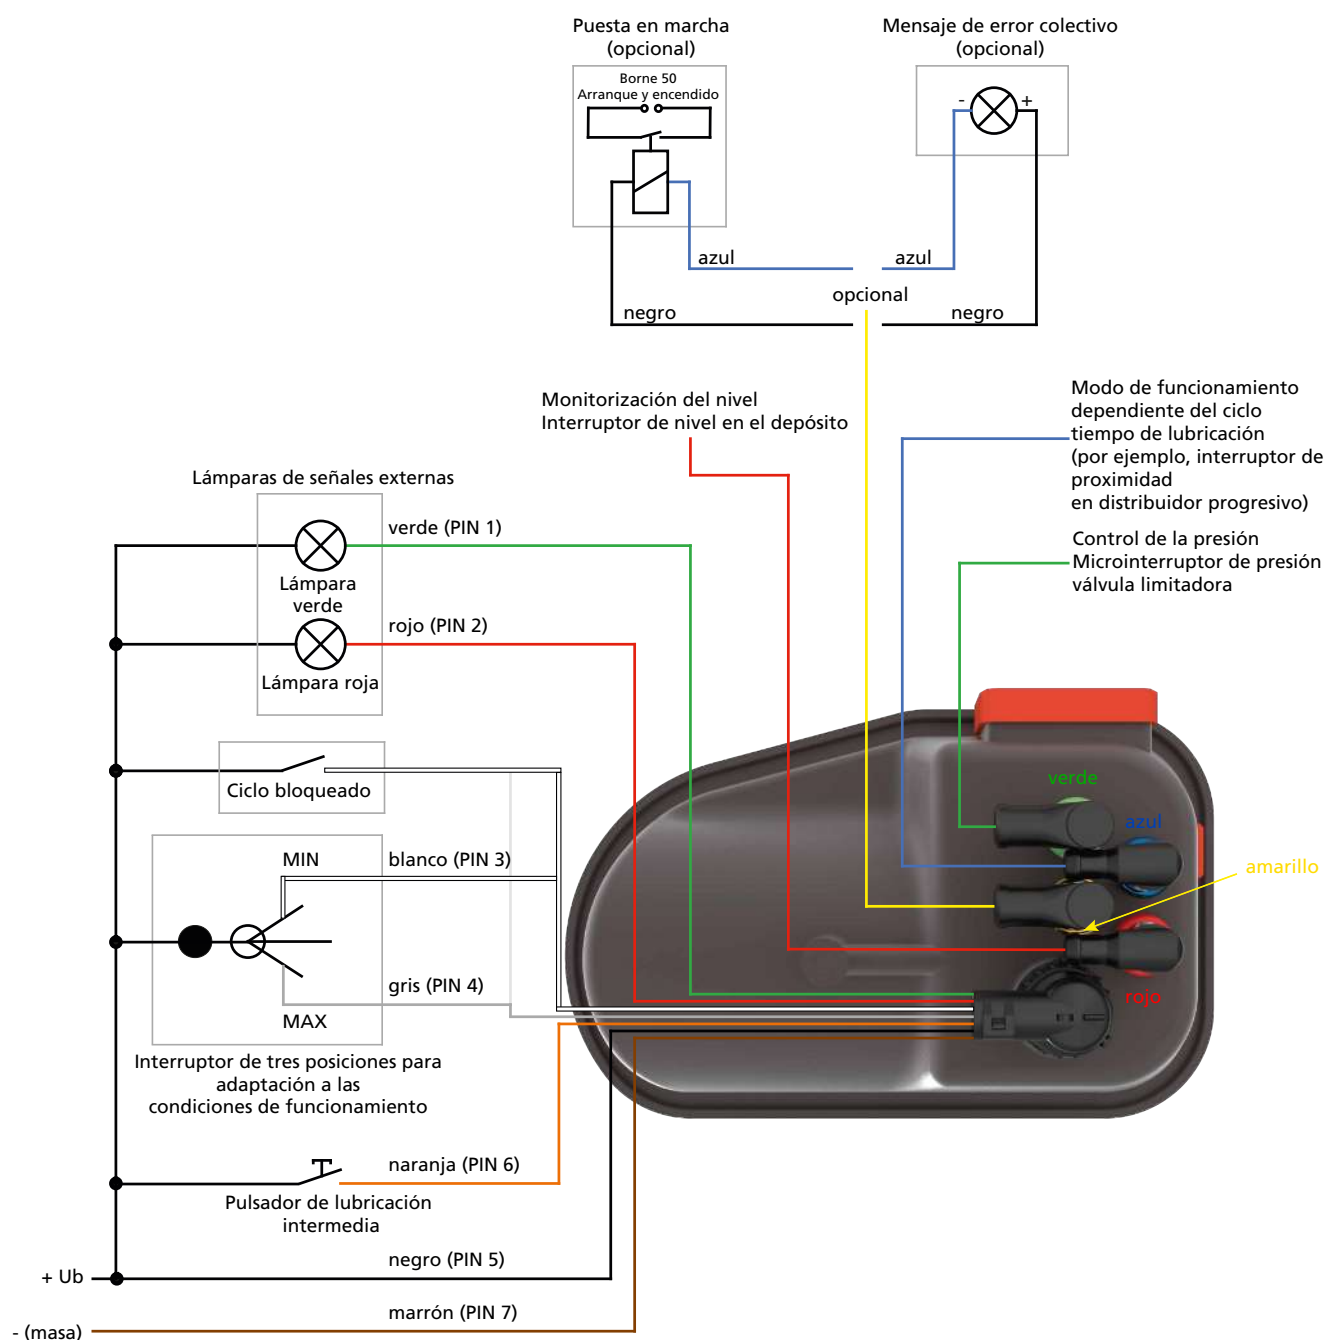 Puesta en marcha
(opcional)
Mensaje de error colectivo
(opcional)
Borne 50
Arranque y encendido
- +
azul
azul
opcional
negro
negro
Monitorización del nivel
Interruptor de nivel en el depósito
Modo de funcionamiento
dependiente del ciclo
tiempo de lubricación
(por ejemplo, interruptor de
proximidad
en distribuidor progresivo)
Control de la presión
Microinterruptor de presión
válvula limitadora
Lámparas de señales externas
verde (PIN 1)
Lámpara
verde
rojo (PIN 2)
Lámpara roja
Ciclo bloqueado
MIN
blanco (PIN 3)
gris (PIN 4)
MAX
Interruptor de tres posiciones para
adaptación a las
condiciones de funcionamiento
verde
azul
amarillo
rojo
naranja (PIN 6)
Pulsador de lubricación
intermedia
negro (PIN 5)
+ Ub
marrón (PIN 7)
- (masa)